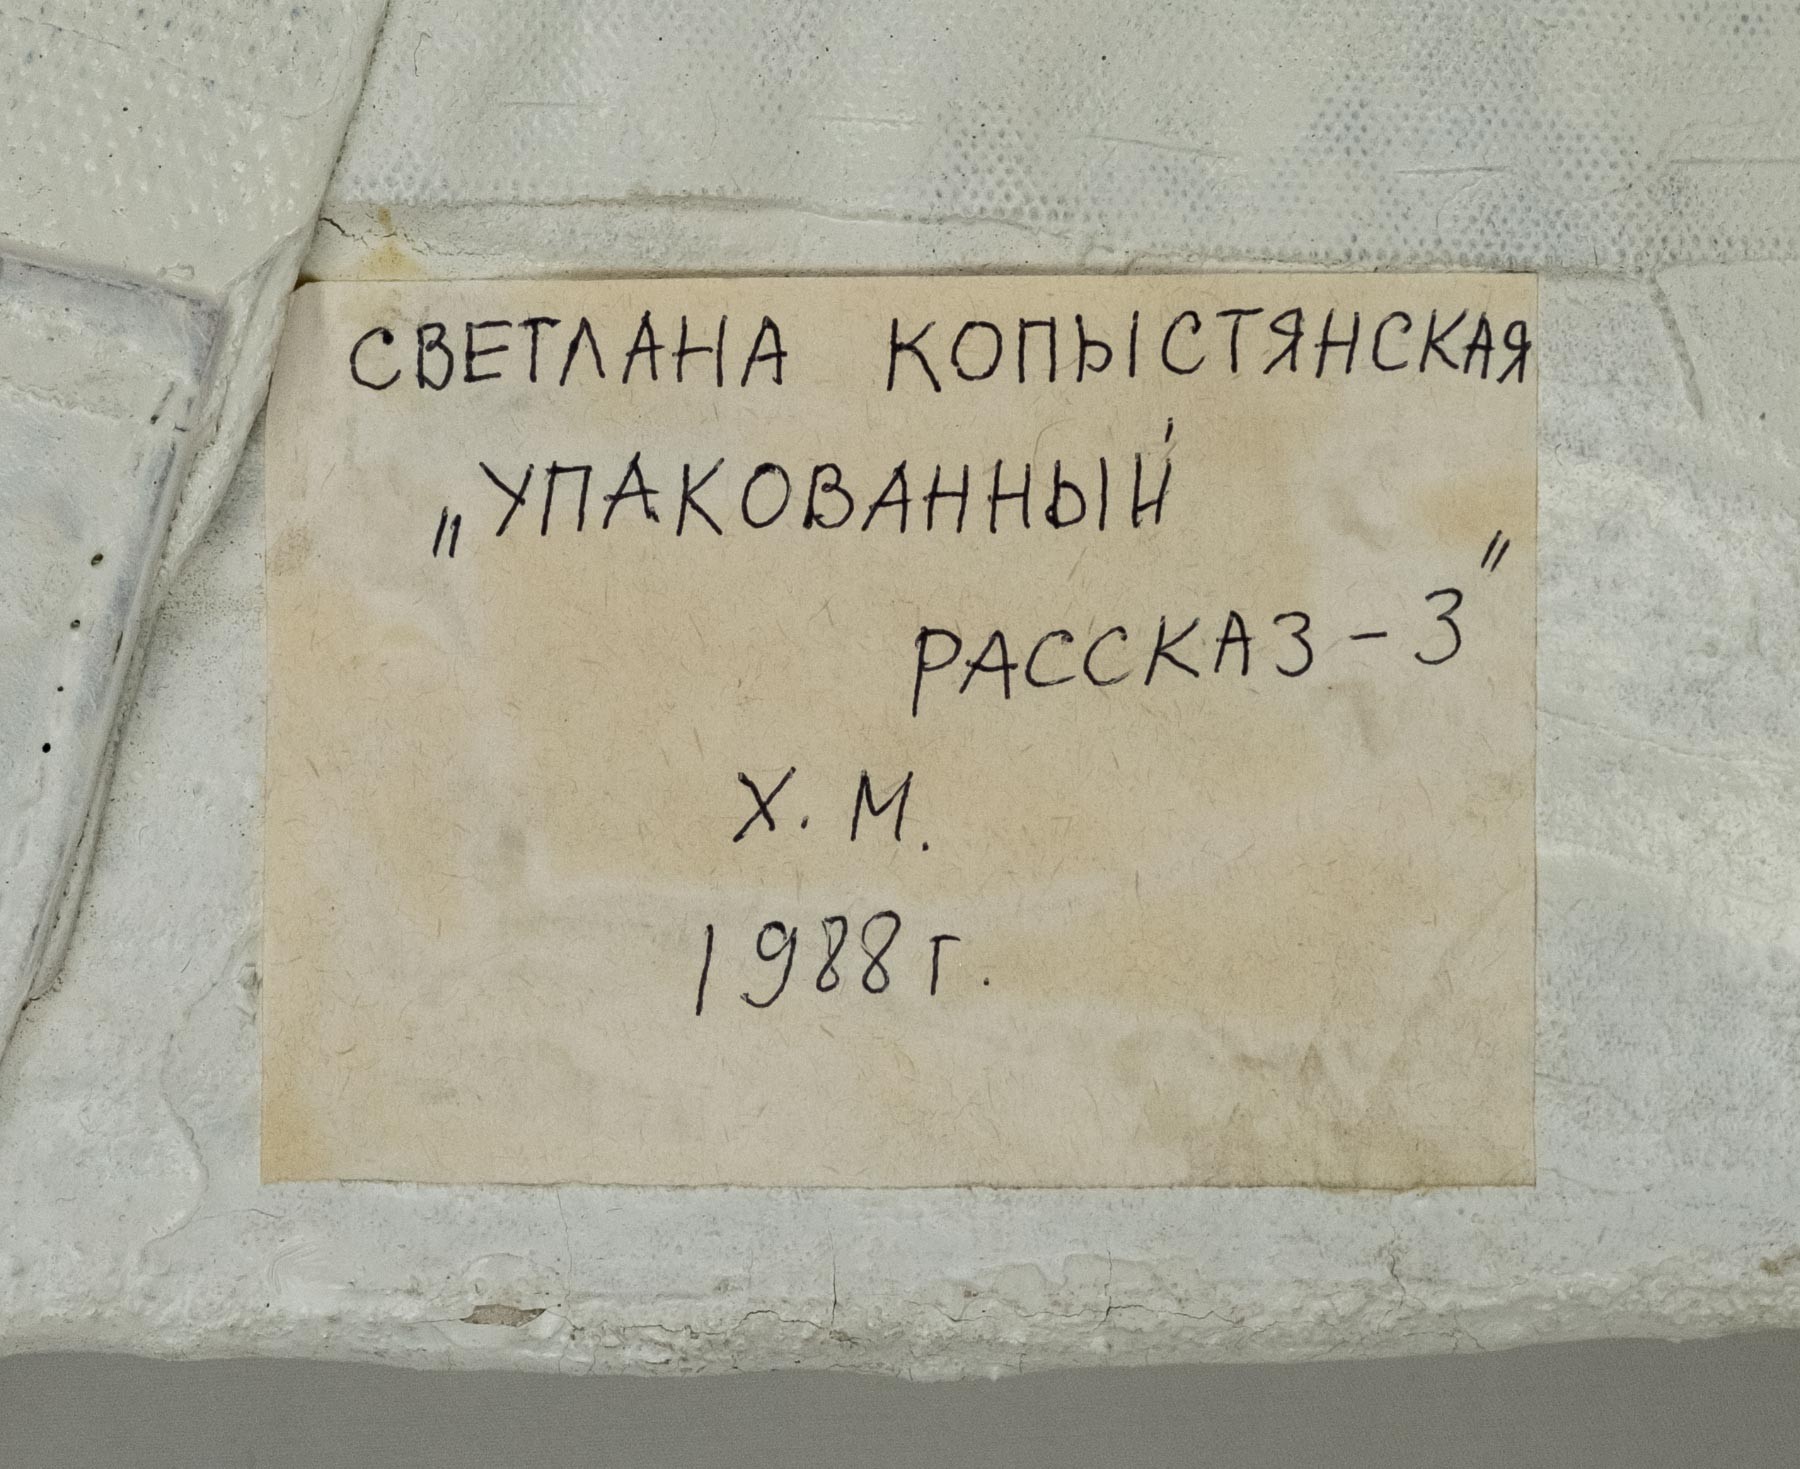 СВЕТЛАНА КОПЫСТЯНСКАЯ
„УПАКОВАННЫЙ
РАССКАЗ-3"
Х.М.
1988г.